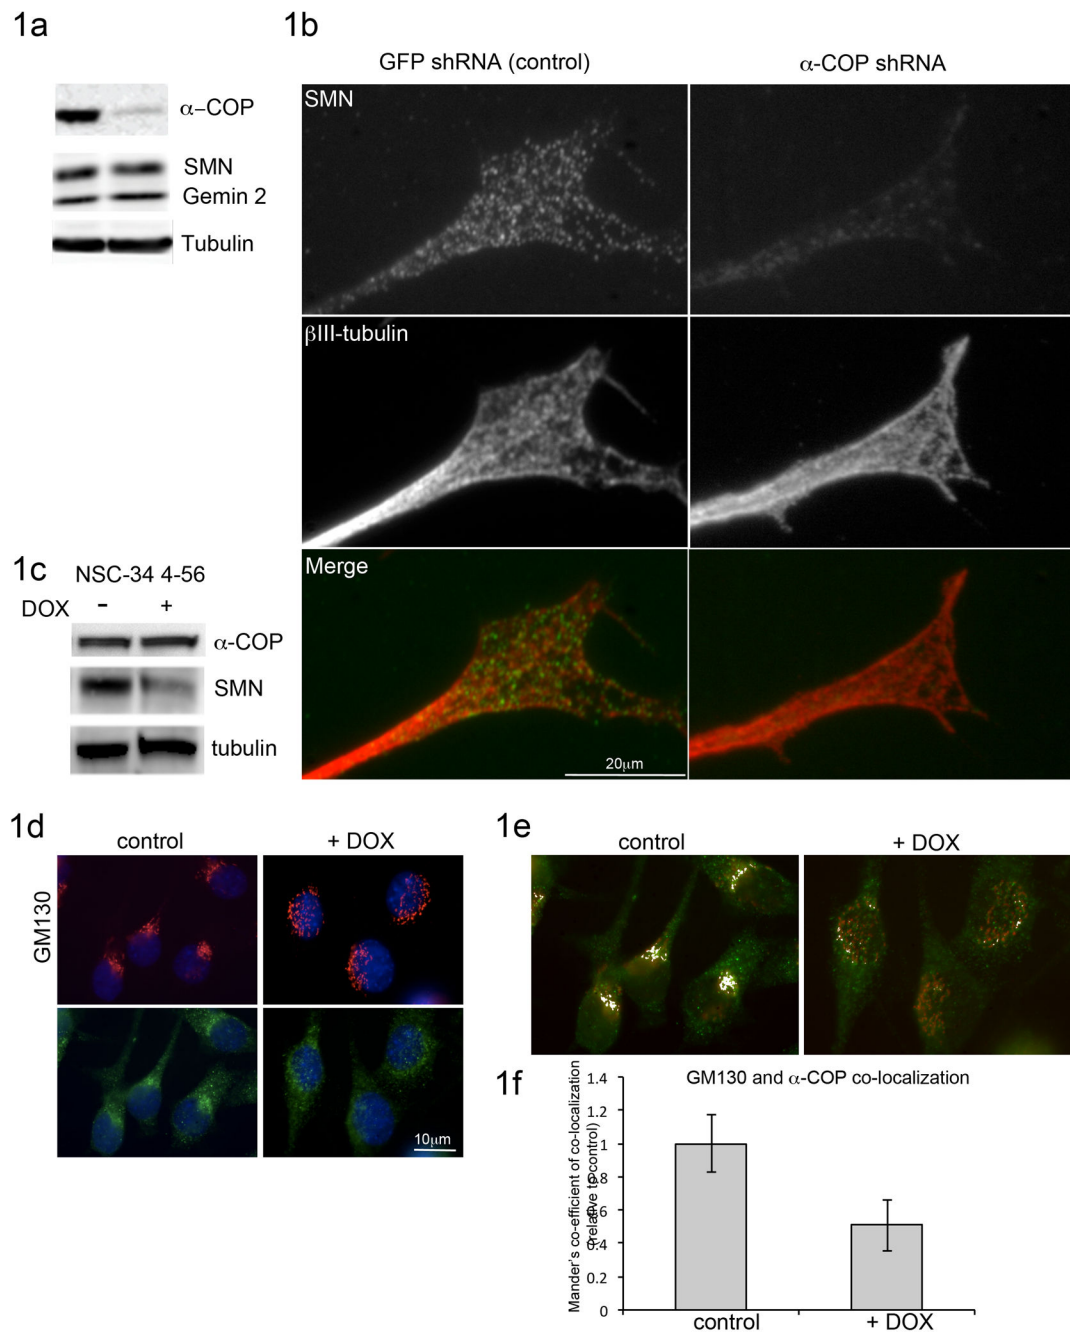 1a
α–COP
SMN
Gemin 2
Tubulin
1b
GFP shRNA (control)
α-COP shRNA
SMN
βIII-tubulin
Merge
20μm
1c
NSC-34 4-56
DOX - +
α-COP
SMN
tubulin
1d
control
+ DOX
GM130
10μm
1e
control
+ DOX
1f
GM130 and α-COP co-localization
Mander's co-efficient of co-localization
(relative to control)
1.4
1.2
1
0.8
0.6
0.4
0.2
0
control
+ DOX